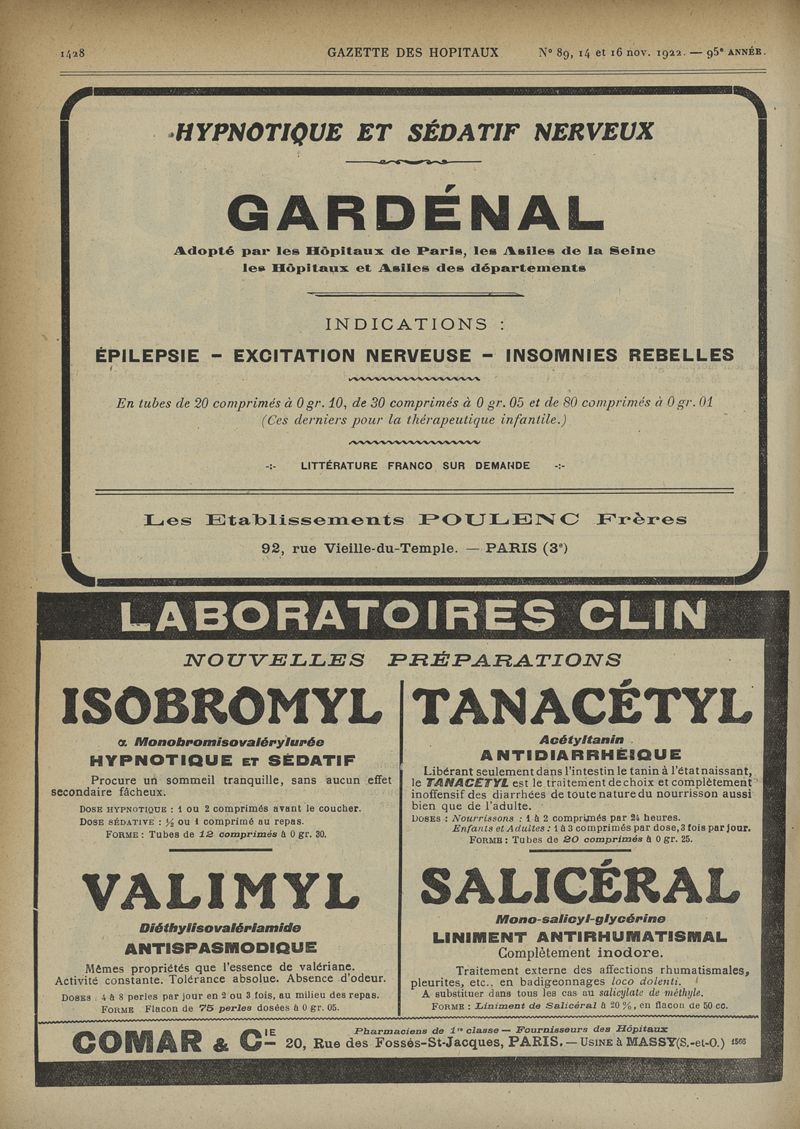 1428 GAZETTE DES HOPITAUX N° 89, 14 et 16 nov. 1922. — 95e ANNÉE.
HYPNOTIQUE ET SÉDATIF NERVEUX
GARDÉNAL
Adopté par les Hôpitaux de Paris, les Asiles de la Seine
les Hôpitaux et Asiles des départements
INDICATIONS :
ÉPILEPSIE - EXCITATION NERVEUSE - INSOMNIES REBELLES
En tubes de 20 comprimés à 0 gr. 10, de 30 comprimés à 0 gr. 05 et de 80 comprimés à 0 gr. 01
(Ces derniers pour la thérapeutique infantile.)
-:- LITTÉRATURE FRANCO SUR DEMANDE -:-
Les Etablissements POULENC Frères
92, rue Vieille-du-Temple. — PARIS (3e)
LABORATOIRES CLIN
NOUVELLES PRÉPARATIONS
ISOBROMYL
α Monobromisovalérylurée
HYPNOTIQUE ET SÉDATIF
Procure un sommeil tranquille, sans aucun effet
secondaire fâcheux.
DOSE HYPNOTIQUE : 1 ou 2 comprimés avant le coucher.
DOSE SÉDATIVE : ½ ou 1 comprimé au repas.
FORME : Tubes de 12 comprimés à 0 gr. 30.
VALIMYL
Diéthylisovalériamide
ANTISPASMODIQUE
Mêmes propriétés que l'essence de valériane.
Activité constante. Tolérance absolue. Absence d'odeur.
DOSES . 4 à 8 perles par jour en 2 ou 3 fois, au milieu des repas.
FORME Flacon de 75 perles dosées à 0 gr. 05.
TANACÉTYL
Acétyltanin
ANTIDIARRHÉIQUE
Libérant seulement dans l'intestin le tanin à l'état naissant,
le TANACÉTYL est le traitement de choix et complètement
inoffensif des diarrhées de toute nature du nourrisson aussi
bien que de l'adulte.
DOSES : Nourrissons : 1 à 2 comprimés par 24 heures.
Enfants et Adultes : 1 à 3 comprimés par dose, 3 fois par jour.
FORME : Tubes de 20 comprimés à 0 gr. 25.
SALICÉRAL
Mono-salicyl-glycérine
LINIMENT ANTIRHUMATISMAL
Complètement inodore.
Traitement externe des affections rhumatismales,
pleurites, etc., en badigeonnages loco dolenti.
A substituer dans tous les cas au salicylate de méthyle.
FORME : Liniment de Salicéral à 20 %, en flacon de 50 cc.
COMAR & CIE Pharmaciens de 1re classe — Fournisseurs des Hôpitaux
20, Rue des Fossés-St-Jacques, PARIS. — USINE à MASSY (S.-et-O.) 1566